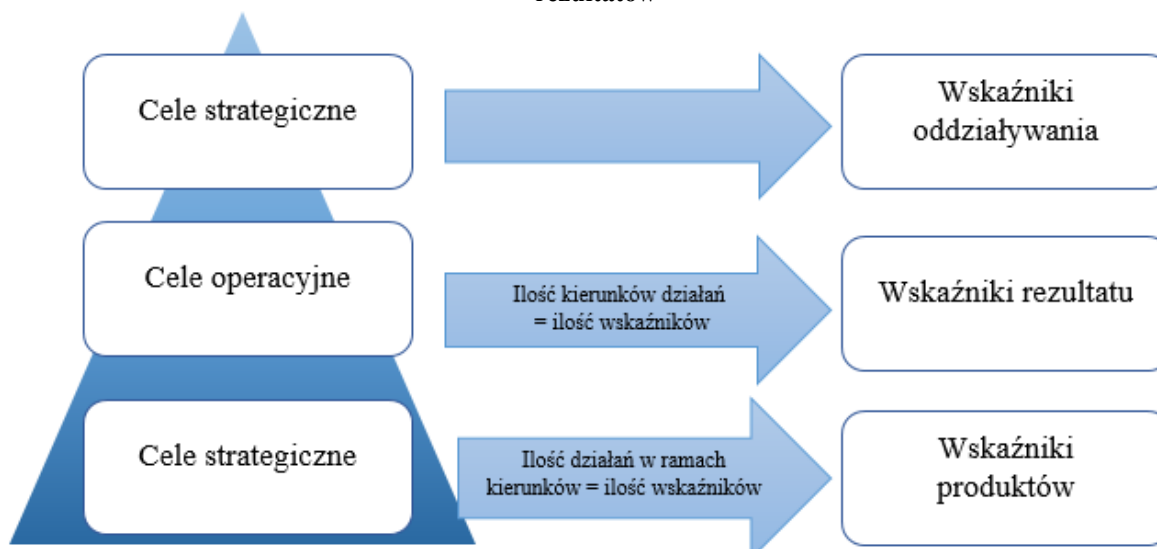 Cele strategiczne
Wskaźniki
oddziaływania
Cele operacyjne
Ilość kierunków działań
= ilość wskaźników
Wskaźniki rezultatu
Cele strategiczne
Ilość działań w ramach
kierunków = ilość wskaźników
Wskaźniki
produktów